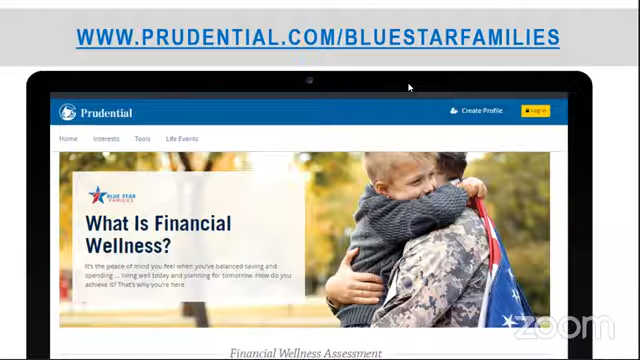 WWW.PRUDENTIAL.COM/BLUESTARFAMILIES
Prudential
Create Profile
Log In
Home Interests Tools Life Events
BLUE STAR
FAMILIES
What Is Financial
Wellness?
It's the peace of mind you feel when you've balanced saving and
spending ... living well today and planning for tomorrow. How do you
achieve it? That's why you're here
zoom
Financial Wellness Assessment